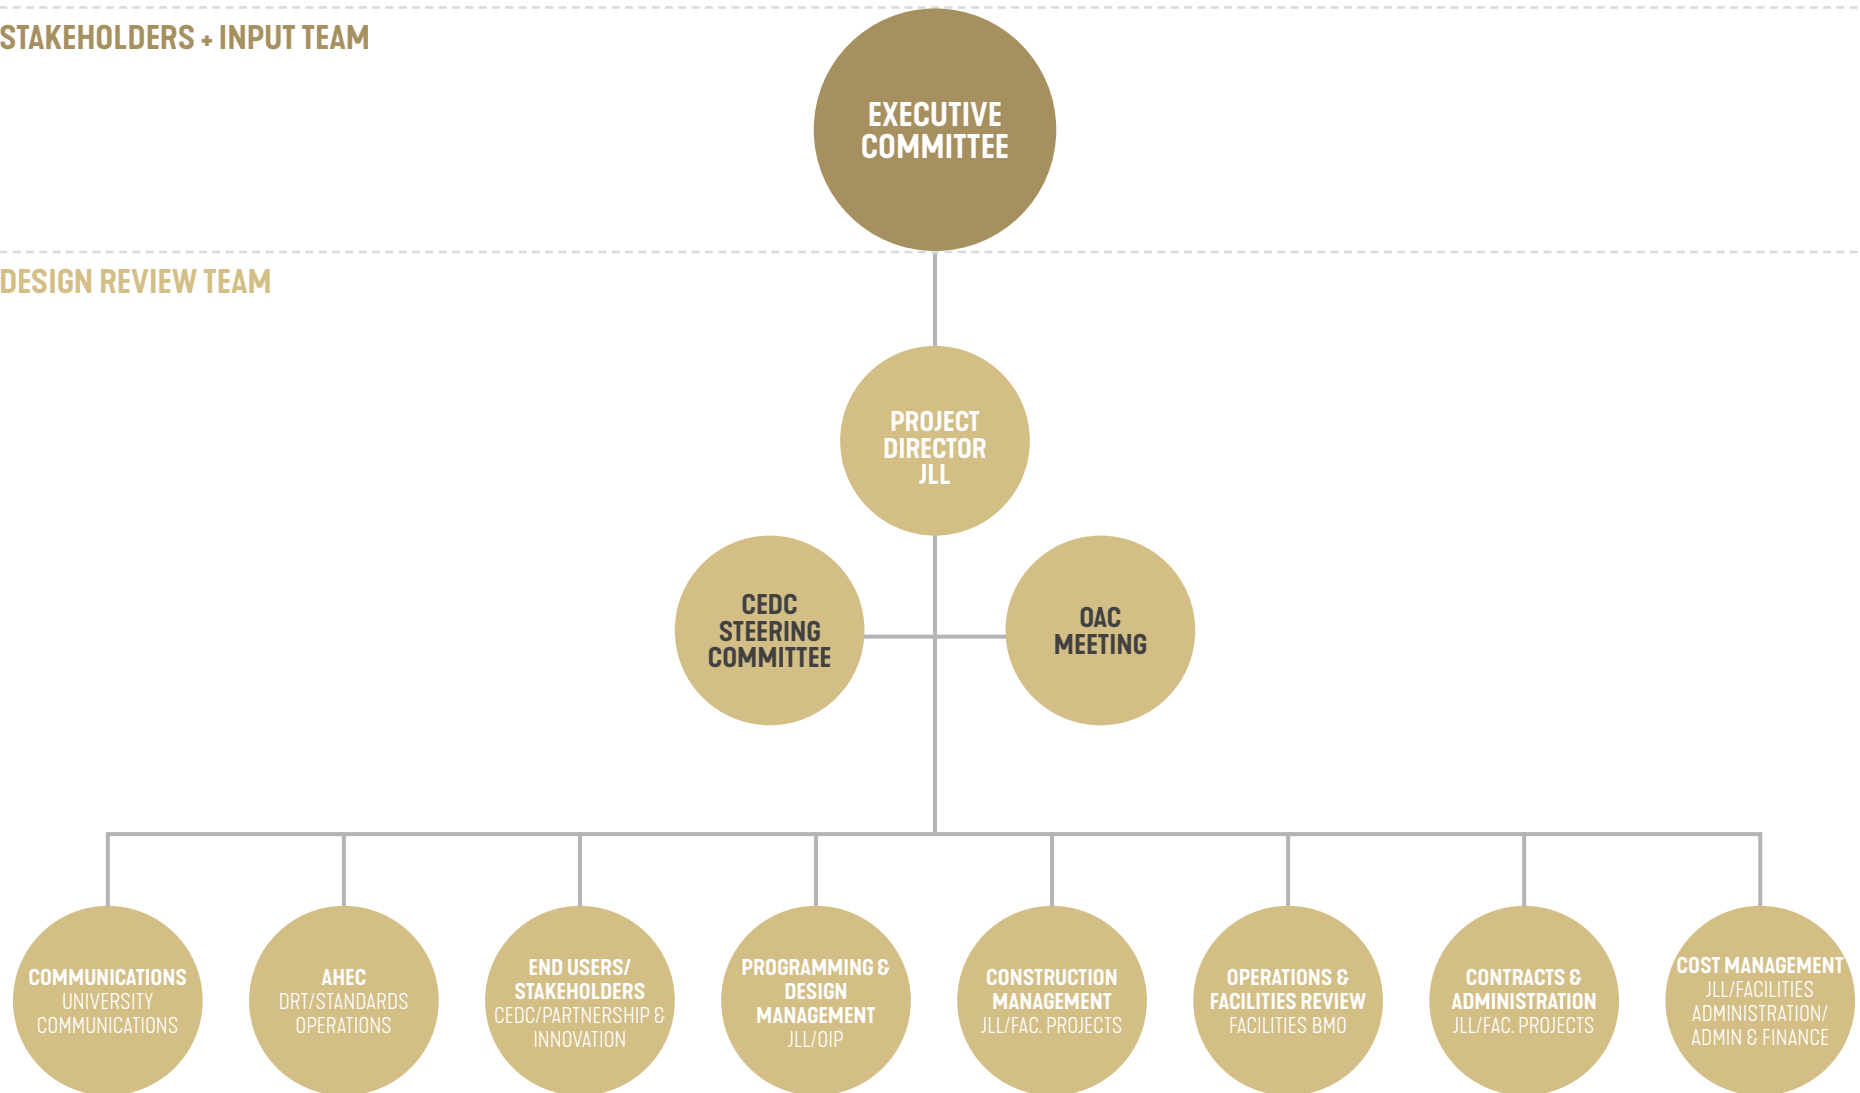 STAKEHOLDERS + INPUT TEAM
EXECUTIVE
COMMITTEE
DESIGN REVIEW TEAM
PROJECT
DIRECTOR
JLL
CEDC
STEERING
COMMITTEE
OAC
MEETING
COMMUNICATIONS
UNIVERSITY
COMMUNICATIONS
AHEC
DRT/STANDARDS
OPERATIONS
END USERS/
STAKEHOLDERS
CEDC/PARTNERSHIP &
INNOVATION
PROGRAMMING &
DESIGN
MANAGEMENT
JLL/OIP
CONSTRUCTION
MANAGEMENT
JLL/FAC. PROJECTS
OPERATIONS &
FACILITIES REVIEW
FACILITIES BMO
CONTRACTS &
ADMINISTRATION
JLL/FAC. PROJECTS
COST MANAGEMENT
JLL/FACILITIES
ADMINISTRATION/
ADMIN & FINANCE